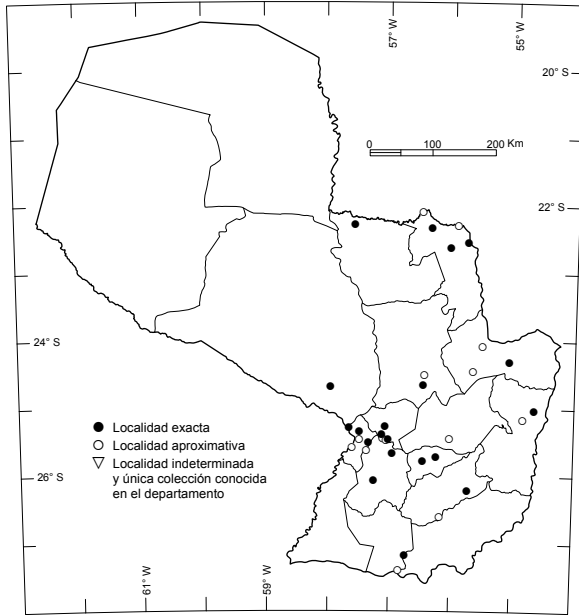 57° W
55° W
20° S
0 100 200 Km
22° S
24° S
Localidad exacta
Localidad aproximativa
Localidad indeterminada
y única colección conocida
en el departamento
26° S
61° W
59° W